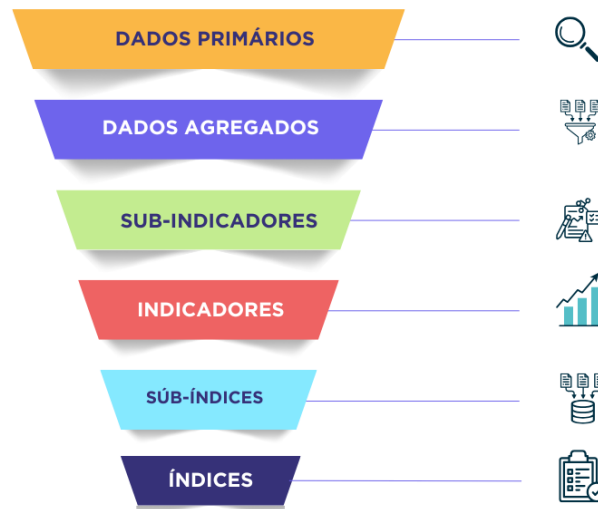 DADOS PRIMÁRIOS
DADOS AGREGADOS
SUB-INDICADORES
INDICADORES
SÚB-ÍNDICES
ÍNDICES